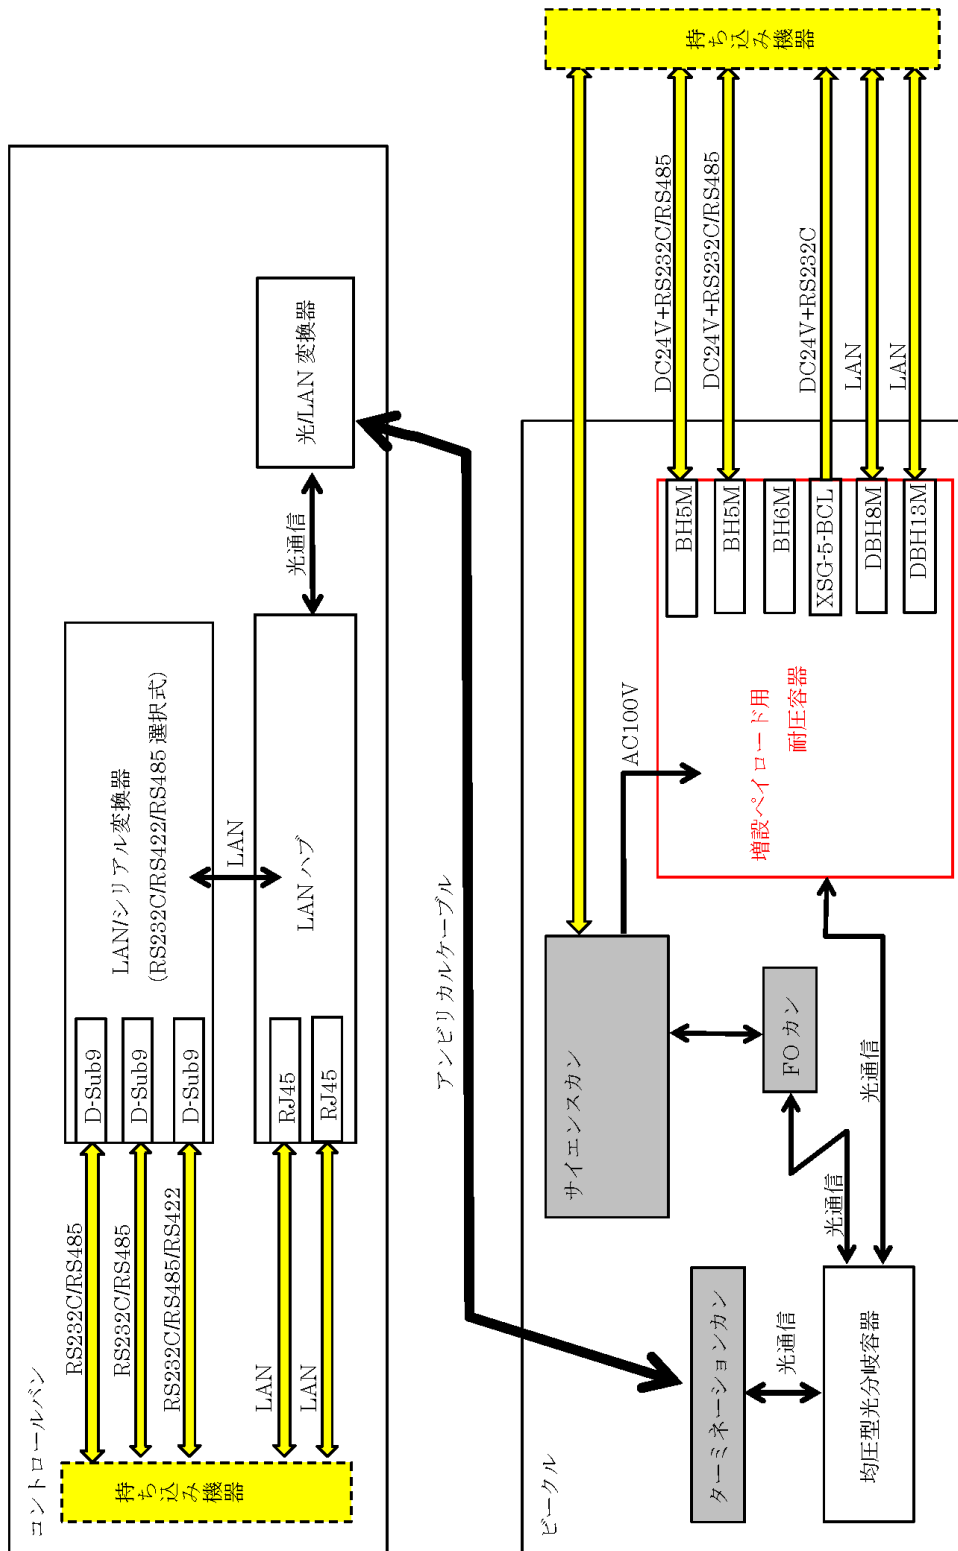 コントロールバン
持ち込み機器
RS232C/RS485
RS232C/RS485
RS232C/RS485/RS422
LAN
LAN
D-Sub9
D-Sub9
D-Sub9
LAN/シリアル変換器
(RS232C/RS422/RS485 選択式)
LAN
RJ45
RJ45
LAN ハブ
光通信
光/LAN 変換器
アンビリカルケーブル
ビークル
ターミネーションカン
光通信
均圧型光分岐容器
光通信
光通信
サイエンスカン
FO カン
AC100V
増設ペイロード用
耐圧容器
BH5M
BH5M
BH6M
XSG-5-BCL
DBH8M
DBH13M
DC24V+RS232C/RS485
DC24V+RS232C/RS485
DC24V+RS232C
LAN
LAN
持ち込み機器